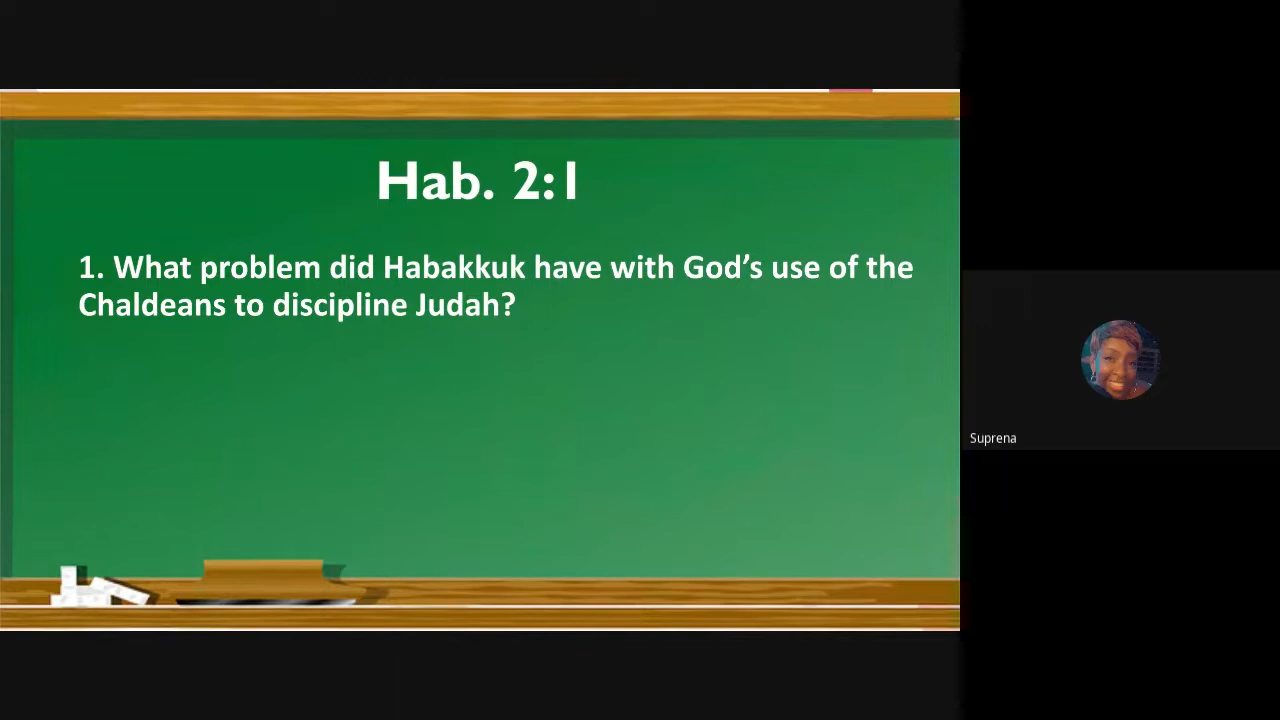 Hab. 2:1
1. What problem did Habakkuk have with God’s use of the
Chaldeans to discipline Judah?
Suprena